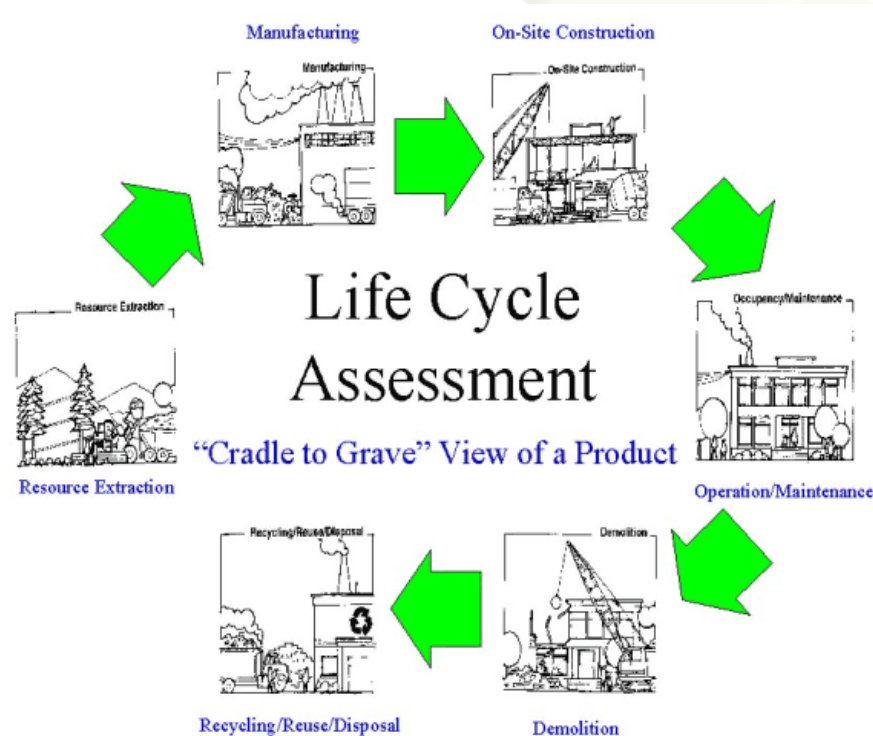 Manufacturing
On-Site Construction
Manufacturing
On-Site Construction
Life Cycle
Assessment
"Cradle to Grave" View of a Product
Resource Extraction
Resource Extraction
Occupancy/Maintenance
Operation/Maintenance
Recycling/Reuse/Disposal
Demolition
Recycling/Reuse/Disposal
Demolition